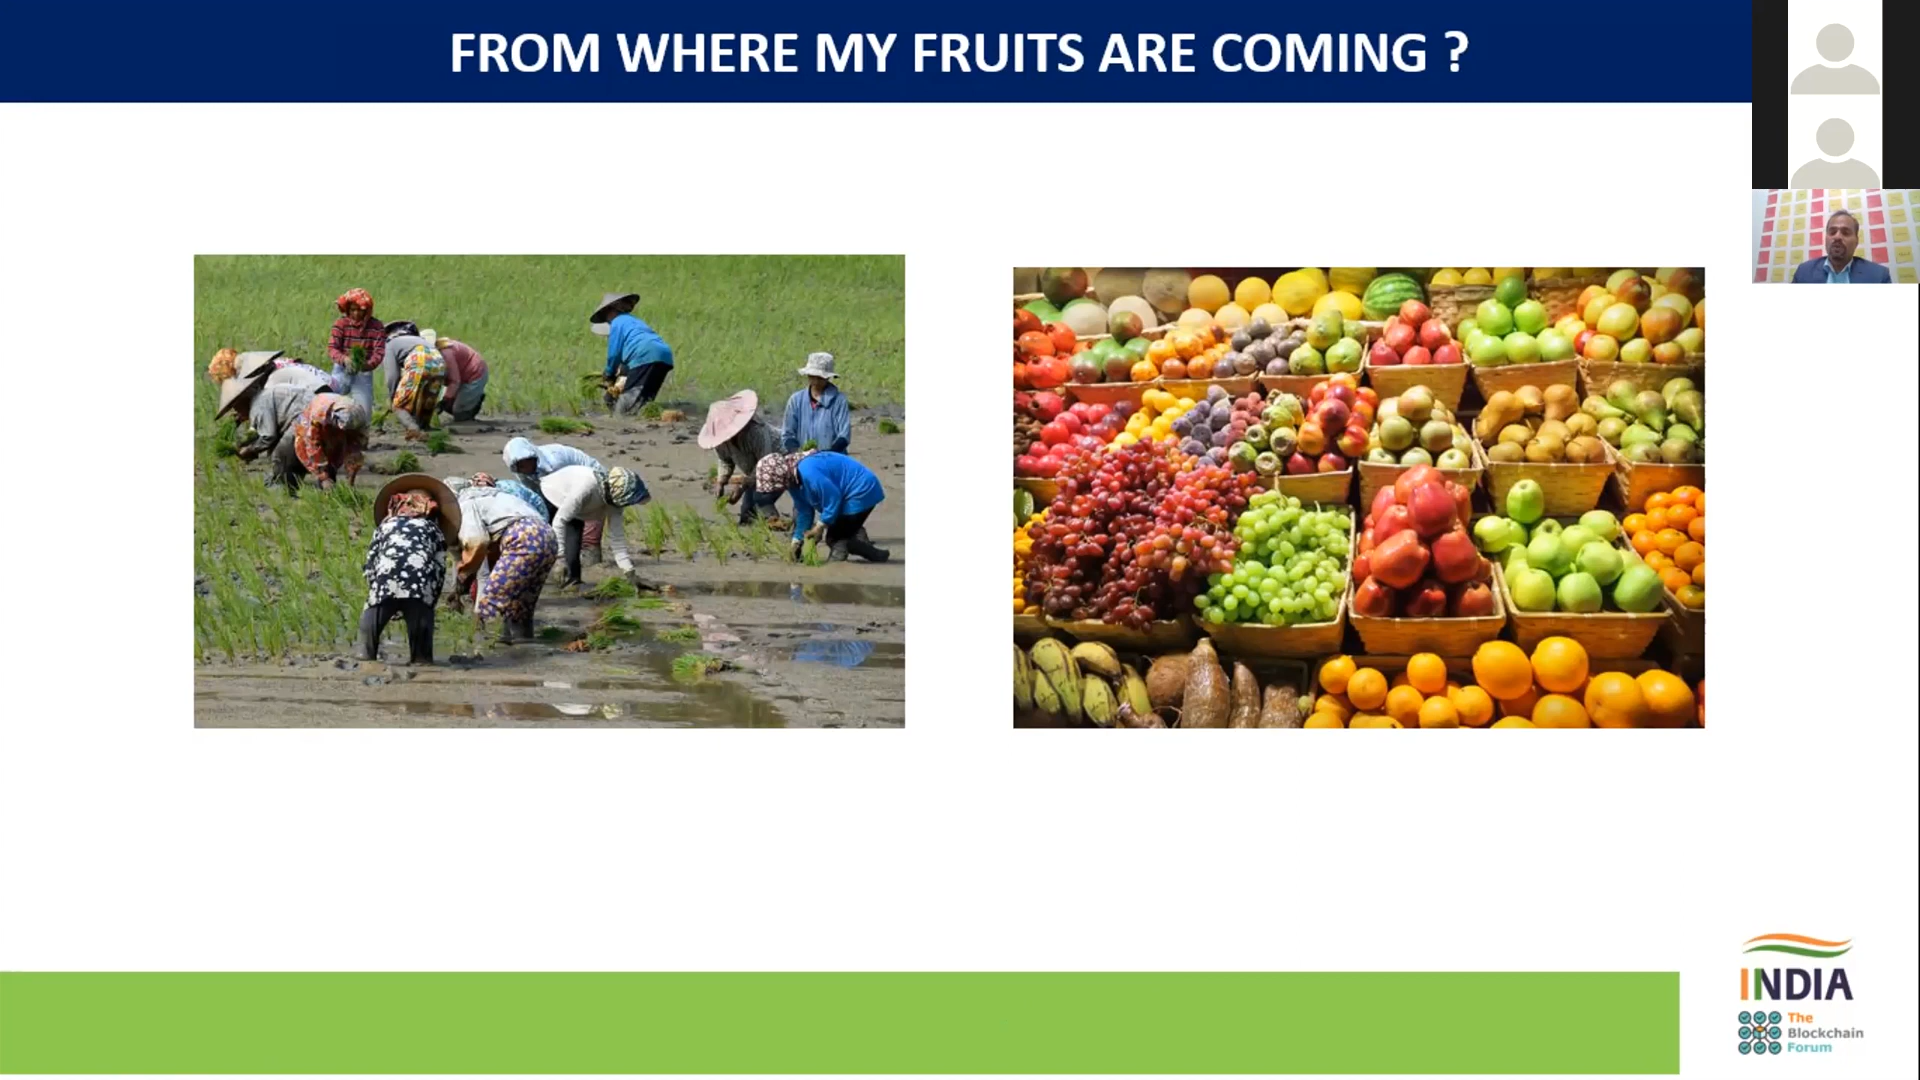 FROM WHERE MY FRUITS ARE COMING ?
INDIA
The
Blockchain
Forum